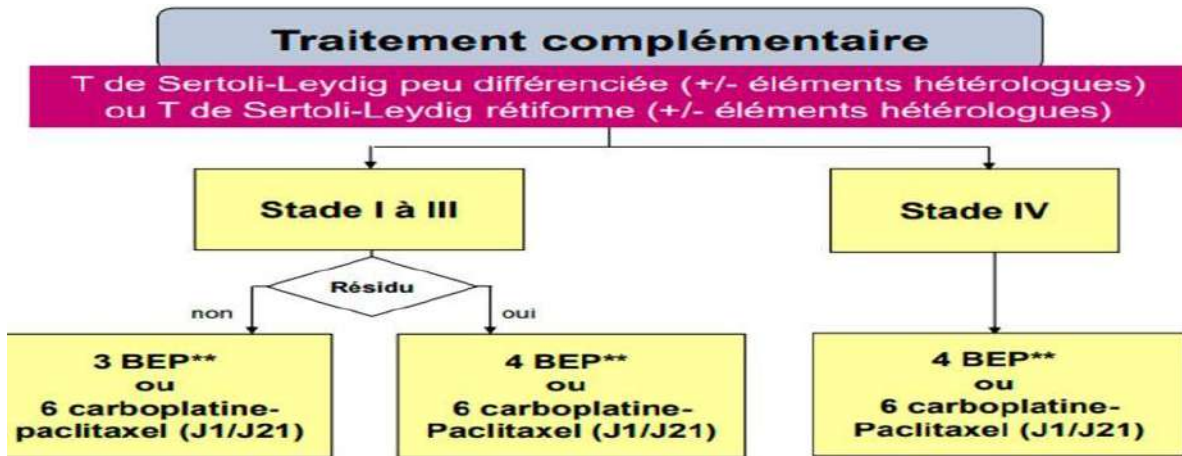 Traitement complémentaire
T de Sertoli-Leydig peu différenciée (+/- éléments hétérologues)
ou T de Sertoli-Leydig rétiforme (+/- éléments hétérologues)
Stade I à III
Stade IV
Résidu
non
oui
3 BEP**
ou
6 carboplatine-
paclitaxel (J1/J21)
4 BEP**
ou
6 carboplatine-
Paclitaxel (J1/J21)
4 BEP**
ou
6 carboplatine-
Paclitaxel (J1/J21)